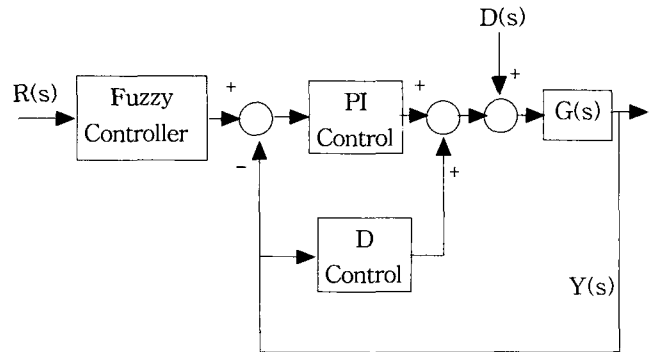 D(s)
R(s)
Fuzzy
Controller
+
−
PI
Control
+
+
+
G(s)
D
Control
Y(s)